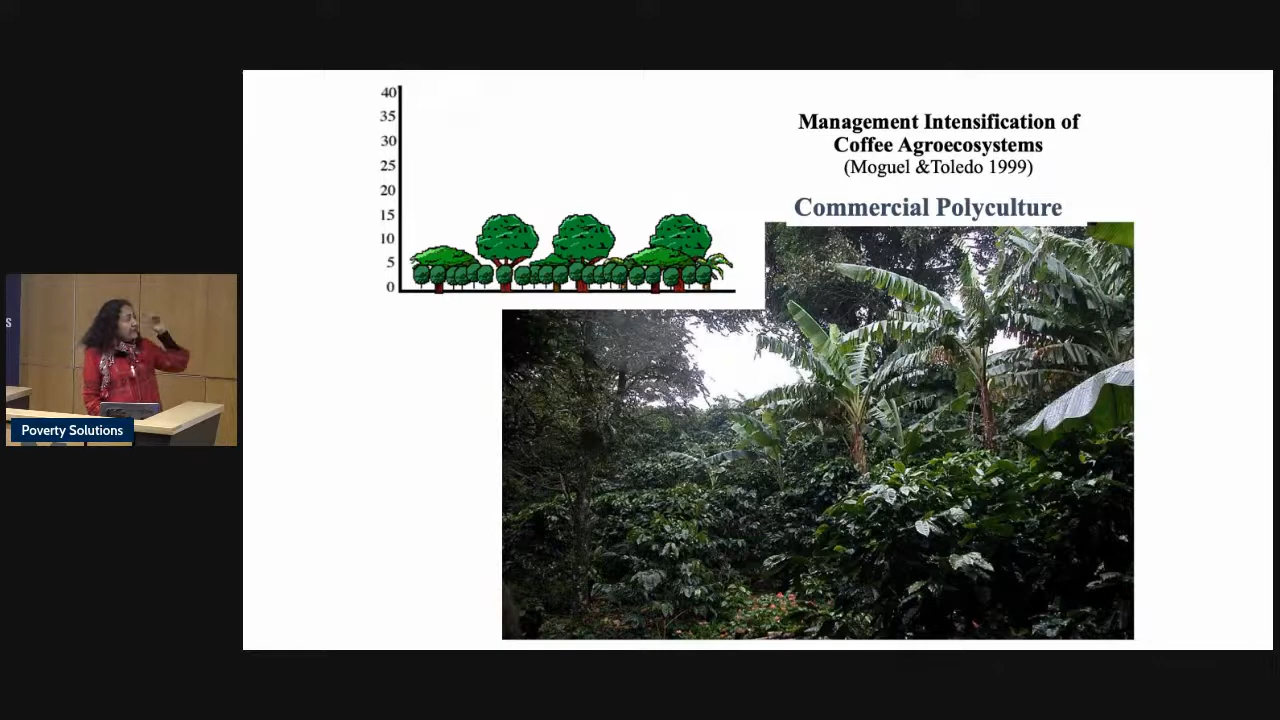 40
35
30
25
20
15
10
5
0
Management Intensification of
Coffee Agroecosystems
(Moguel &Toledo 1999)
Commercial Polyculture
S
Poverty Solutions